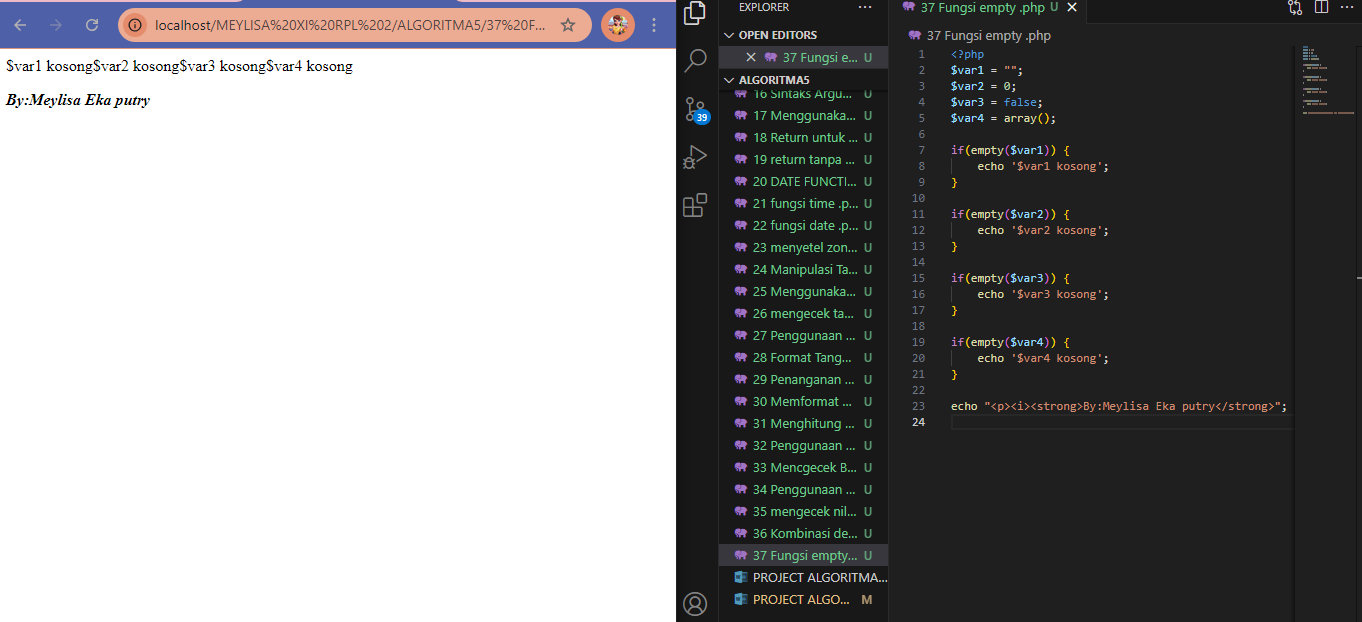 localhost/MEYLISA%20XI%20RPL%202/ALGORITMA5/37%20F...
$var1 kosong$var2 kosong$var3 kosong$var4 kosong
By:Meylisa Eka putry
39
EXPLORER
OPEN EDITORS
37 Fungsi e... U
ALGORITMA5
16 Sintaks Argu... U
17 Menggunaka... U
18 Return untuk ... U
19 return tanpa ... U
20 DATE FUNCTI... U
21 fungsi time .p... U
22 fungsi date .p... U
23 menyetel zon... U
24 Manipulasi Ta... U
25 Menggunaka... U
26 mengecek ta... U
27 Penggunaan ... U
28 Format Tang... U
29 Penanganan ... U
30 Memformat ... U
31 Menghitung ... U
32 Penggunaan ... U
33 Mencgecek B... U
34 Penggunaan ... U
35 mengecek nil... U
36 Kombinasi de... U
37 Fungsi empty... U
PROJECT ALGORITMA...
PROJECT ALGO... M
37 Fungsi empty .php U
37 Fungsi empty .php
1 <?php
2 $var1 = "";
3 $var2 = 0;
4 $var3 = false;
5 $var4 = array();
6
7 if(empty($var1)) {
8 echo '$var1 kosong';
9 }
10
11 if(empty($var2)) {
12 echo '$var2 kosong';
13 }
14
15 if(empty($var3)) {
16 echo '$var3 kosong';
17 }
18
19 if(empty($var4)) {
20 echo '$var4 kosong';
21 }
22
23 echo "<p><i><strong>By:Meylisa Eka putry</strong>";
24